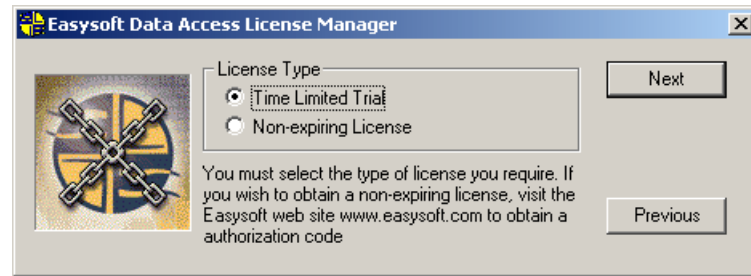 Easysoft Data Access License Manager
License Type
Time Limited Trial
Non-expiring License
Next
You must select the type of license you require. If
you wish to obtain a non-expiring license, visit the
Easysoft web site www.easysoft.com to obtain a
authorization code
Previous